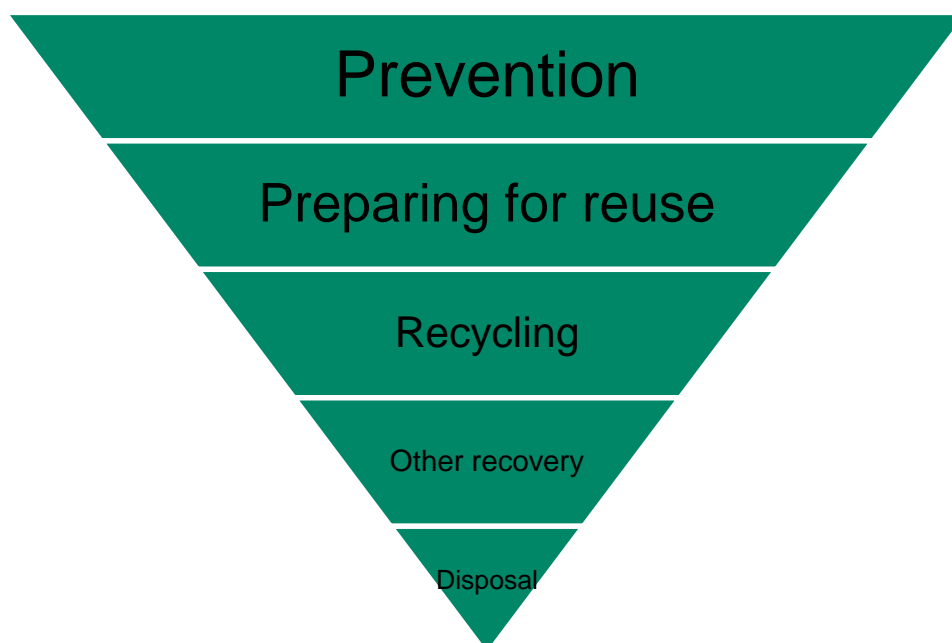 Prevention
Preparing for reuse
Recycling
Other recovery
Disposal